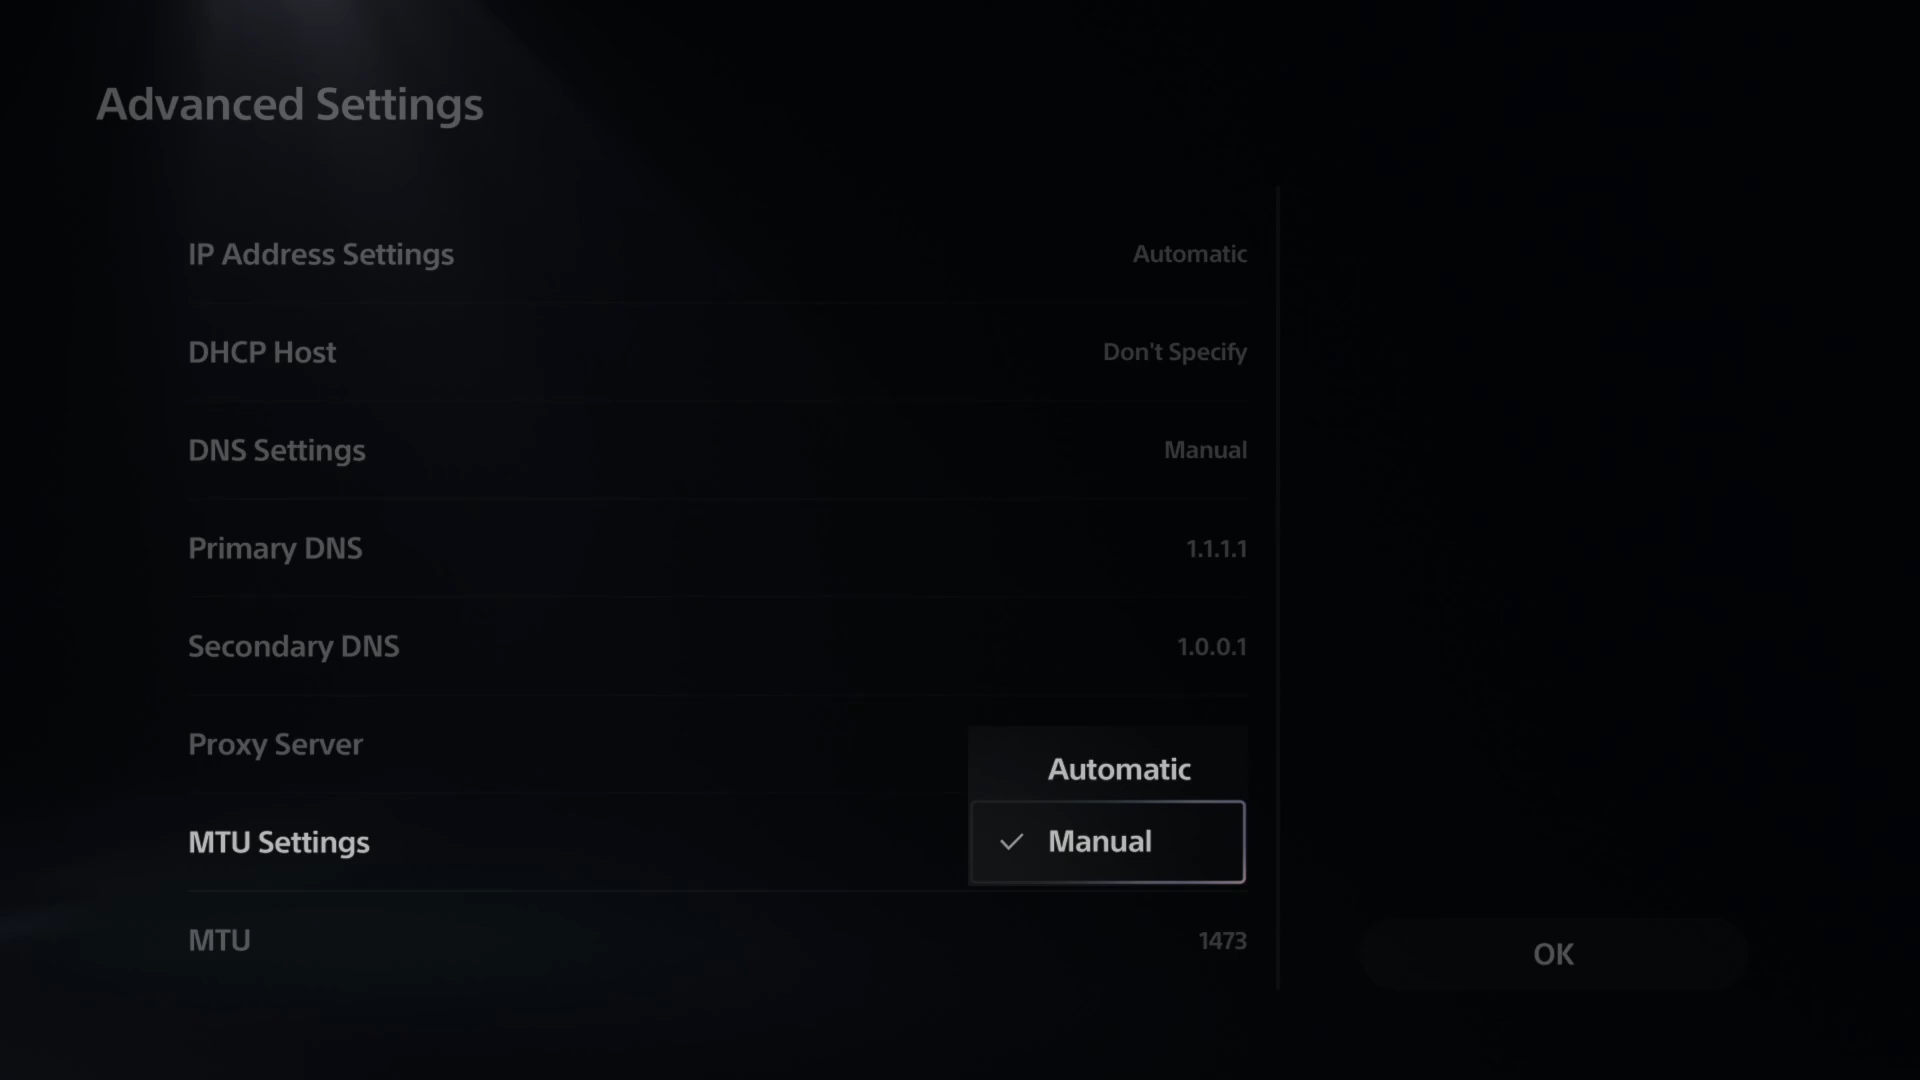 Advanced Settings
IP Address Settings Automatic
DHCP Host Don't Specify
DNS Settings Manual
Primary DNS 1.1.1.1
Secondary DNS 1.0.0.1
Proxy Server
Automatic
MTU Settings Manual
MTU 1473
OK